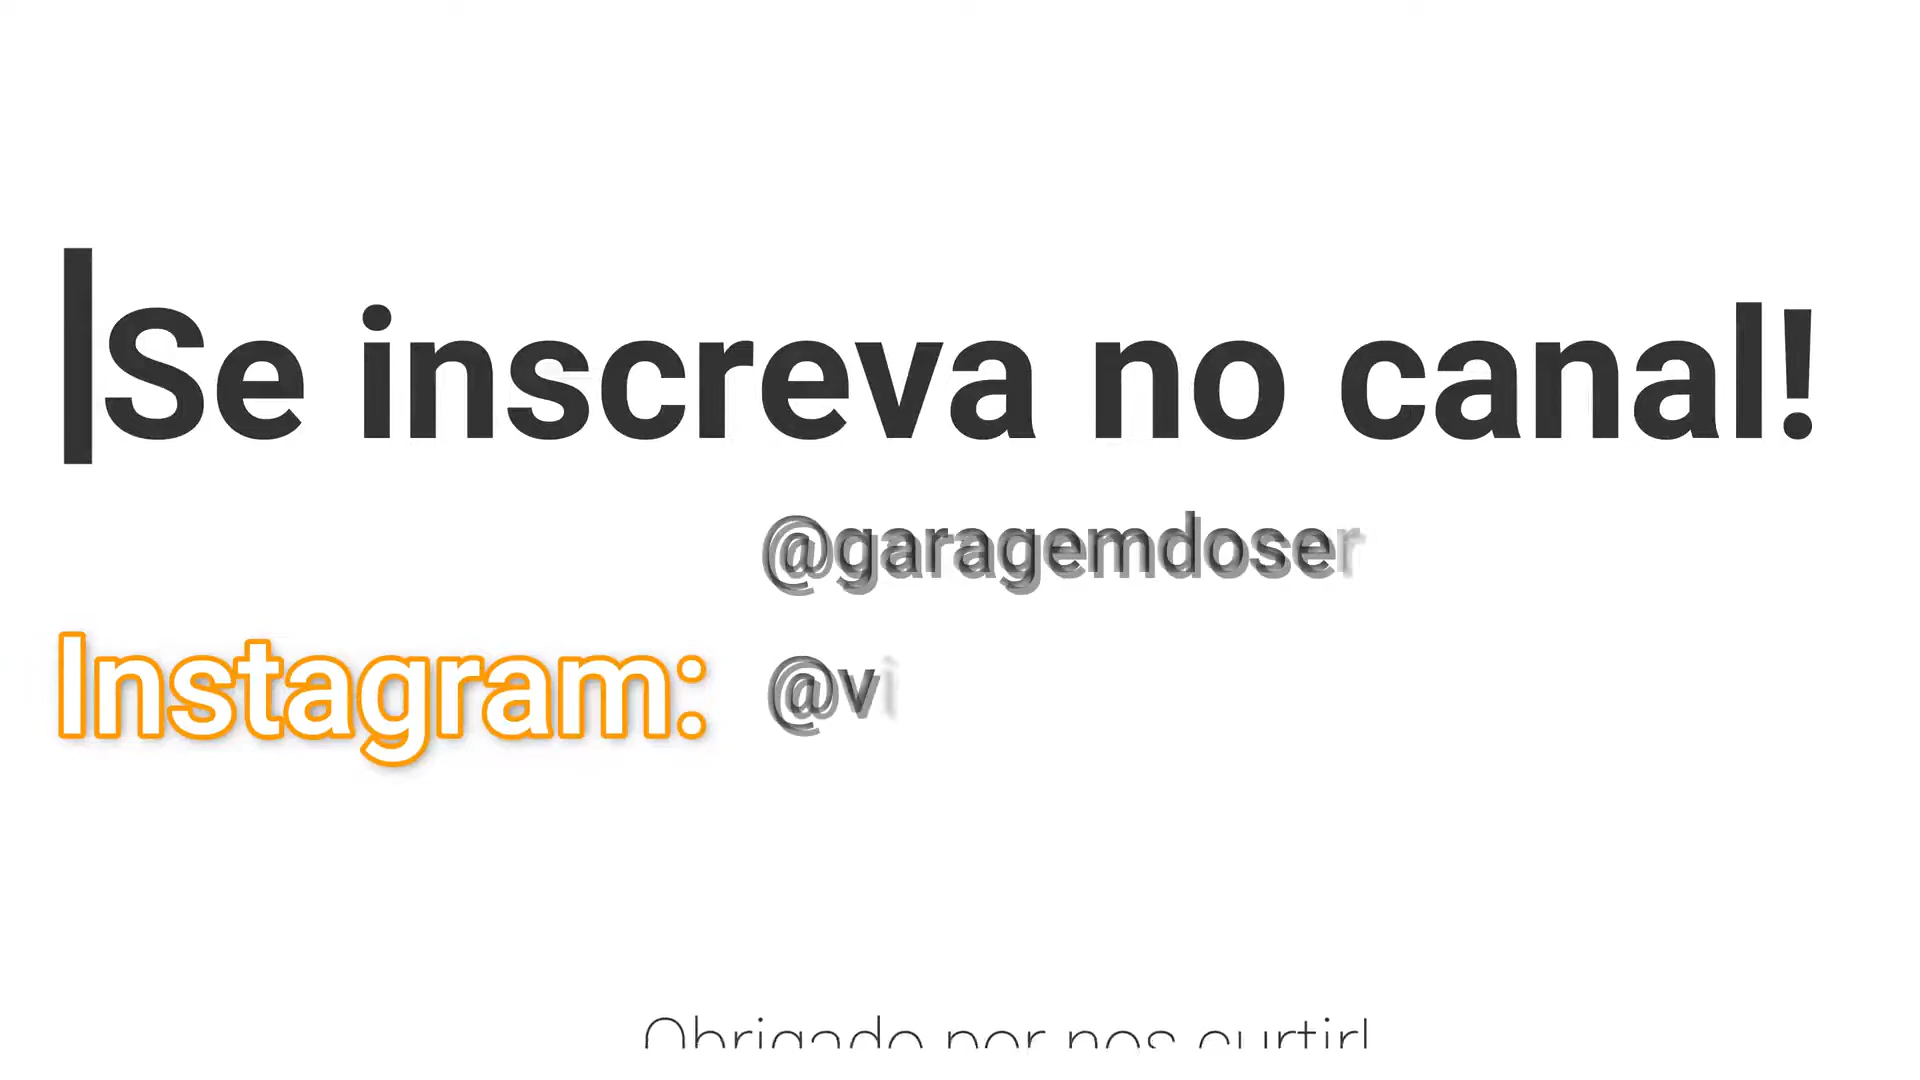 Se inscreva no canal!
@garagemdoser
Instagram:
@vi
Obrigado por nos curtir!